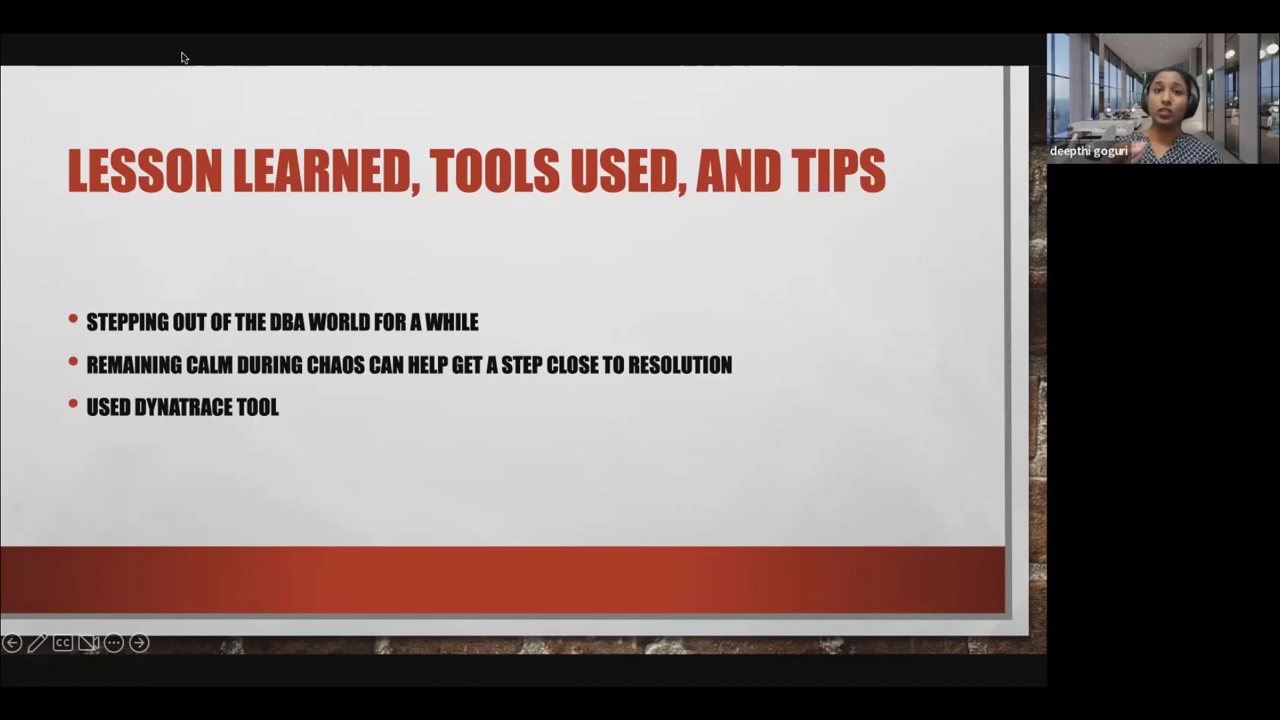 LESSON LEARNED, TOOLS USED, AND TIPS
STEPPING OUT OF THE DBA WORLD FOR A WHILE
REMAINING CALM DURING CHAOS CAN HELP GET A STEP CLOSE TO RESOLUTION
USED DYNATRACE TOOL
deepthi goguri
CC